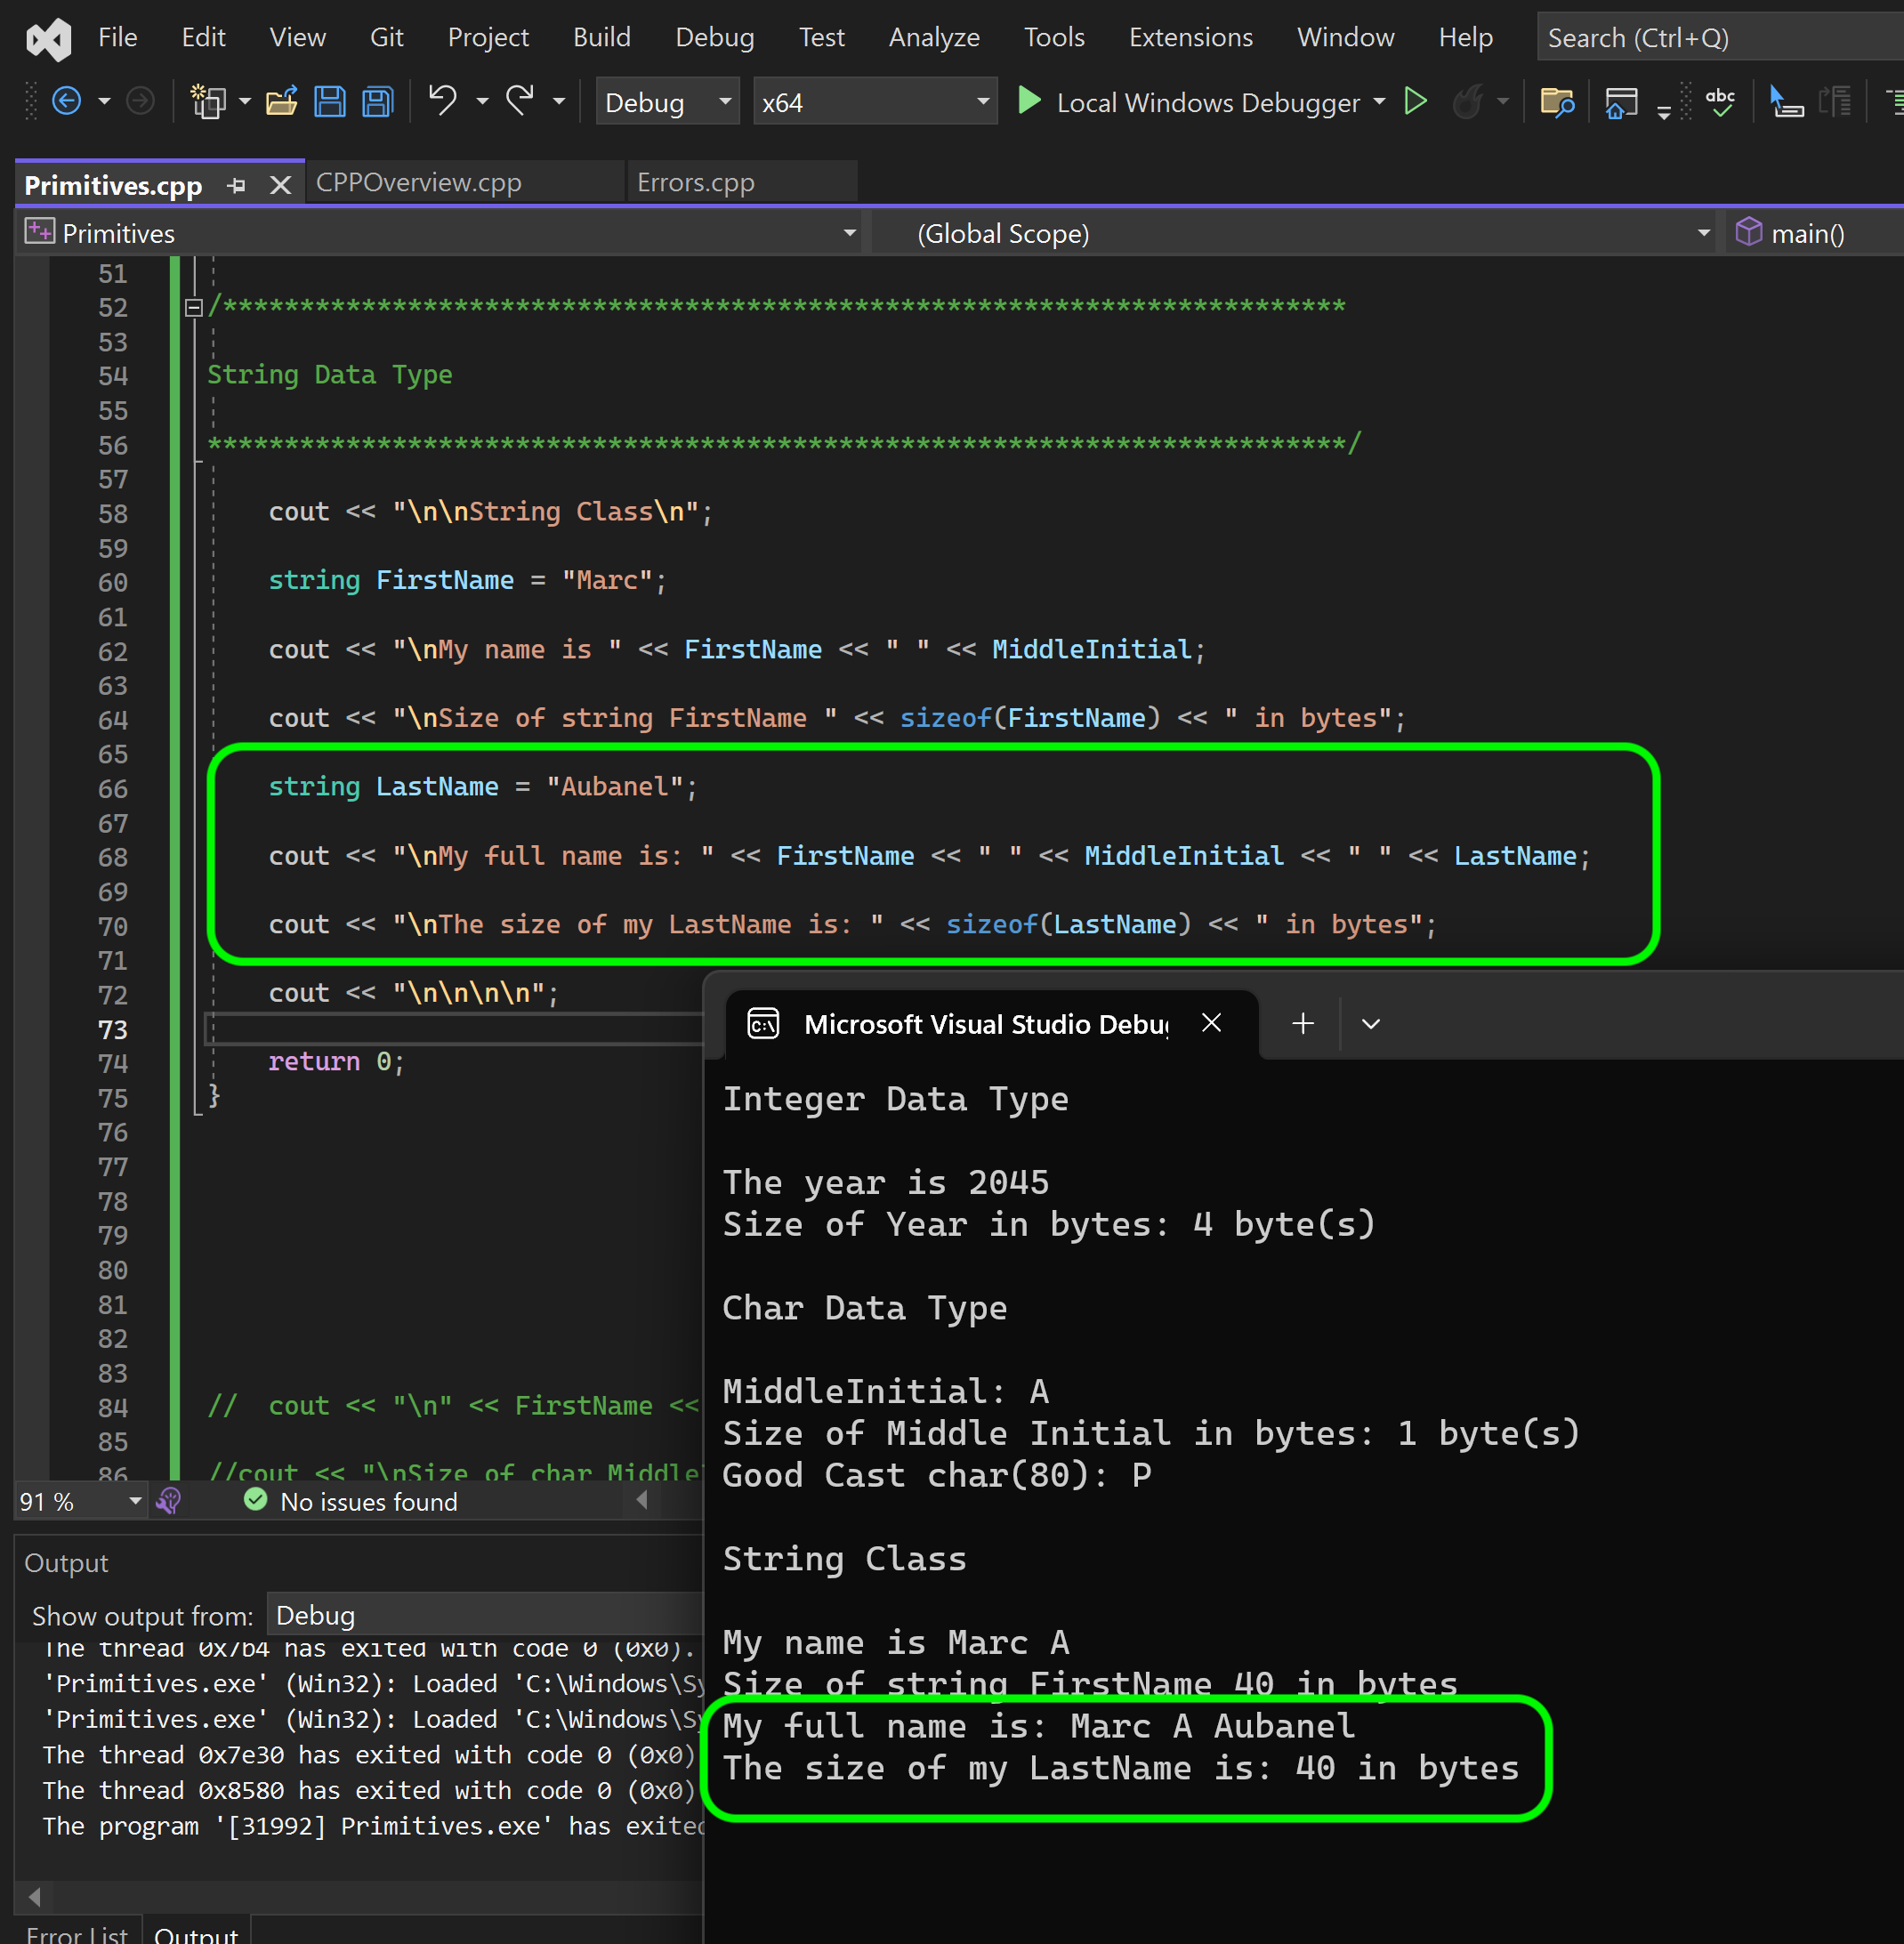 File Edit View Git Project Build Debug Test Analyze Tools Extensions Window Help Search (Ctrl+Q)
Debug x64 Local Windows Debugger abc
Primitives.cpp CPPOverview.cpp Errors.cpp
Primitives (Global Scope) main()
51
52 /*************************************************************************
53
54 String Data Type
55
56 **************************************************************************/
57
58 cout << "\n\nString Class\n";
59
60 string FirstName = "Marc";
61
62 cout << "\nMy name is " << FirstName << " " << MiddleInitial;
63
64 cout << "\nSize of string FirstName " << sizeof(FirstName) << " in bytes";
65
66 string LastName = "Aubanel";
67
68 cout << "\nMy full name is: " << FirstName << " " << MiddleInitial << " " << LastName;
69
70 cout << "\nThe size of my LastName is: " << sizeof(LastName) << " in bytes";
71
72 cout << "\n\n\n\n";
73
74 return 0;
75 }
76
77
78
79
80
81
82
83
84 // cout << "\n" << FirstName <<
85
86 //cout << "\nSize of char Middle
91 % No issues found
Output
Show output from: Debug
The thread 0x7b4 has exited with code 0 (0x0).
'Primitives.exe' (Win32): Loaded 'C:\Windows\Sy
'Primitives.exe' (Win32): Loaded 'C:\Windows\Sy
The thread 0x7e30 has exited with code 0 (0x0)
The thread 0x8580 has exited with code 0 (0x0)
The program '[31992] Primitives.exe' has exited
Error List Output
C:\ Microsoft Visual Studio Debug
Integer Data Type
The year is 2045
Size of Year in bytes: 4 byte(s)
Char Data Type
MiddleInitial: A
Size of Middle Initial in bytes: 1 byte(s)
Good Cast char(80): P
String Class
My name is Marc A
Size of string FirstName 40 in bytes
My full name is: Marc A Aubanel
The size of my LastName is: 40 in bytes